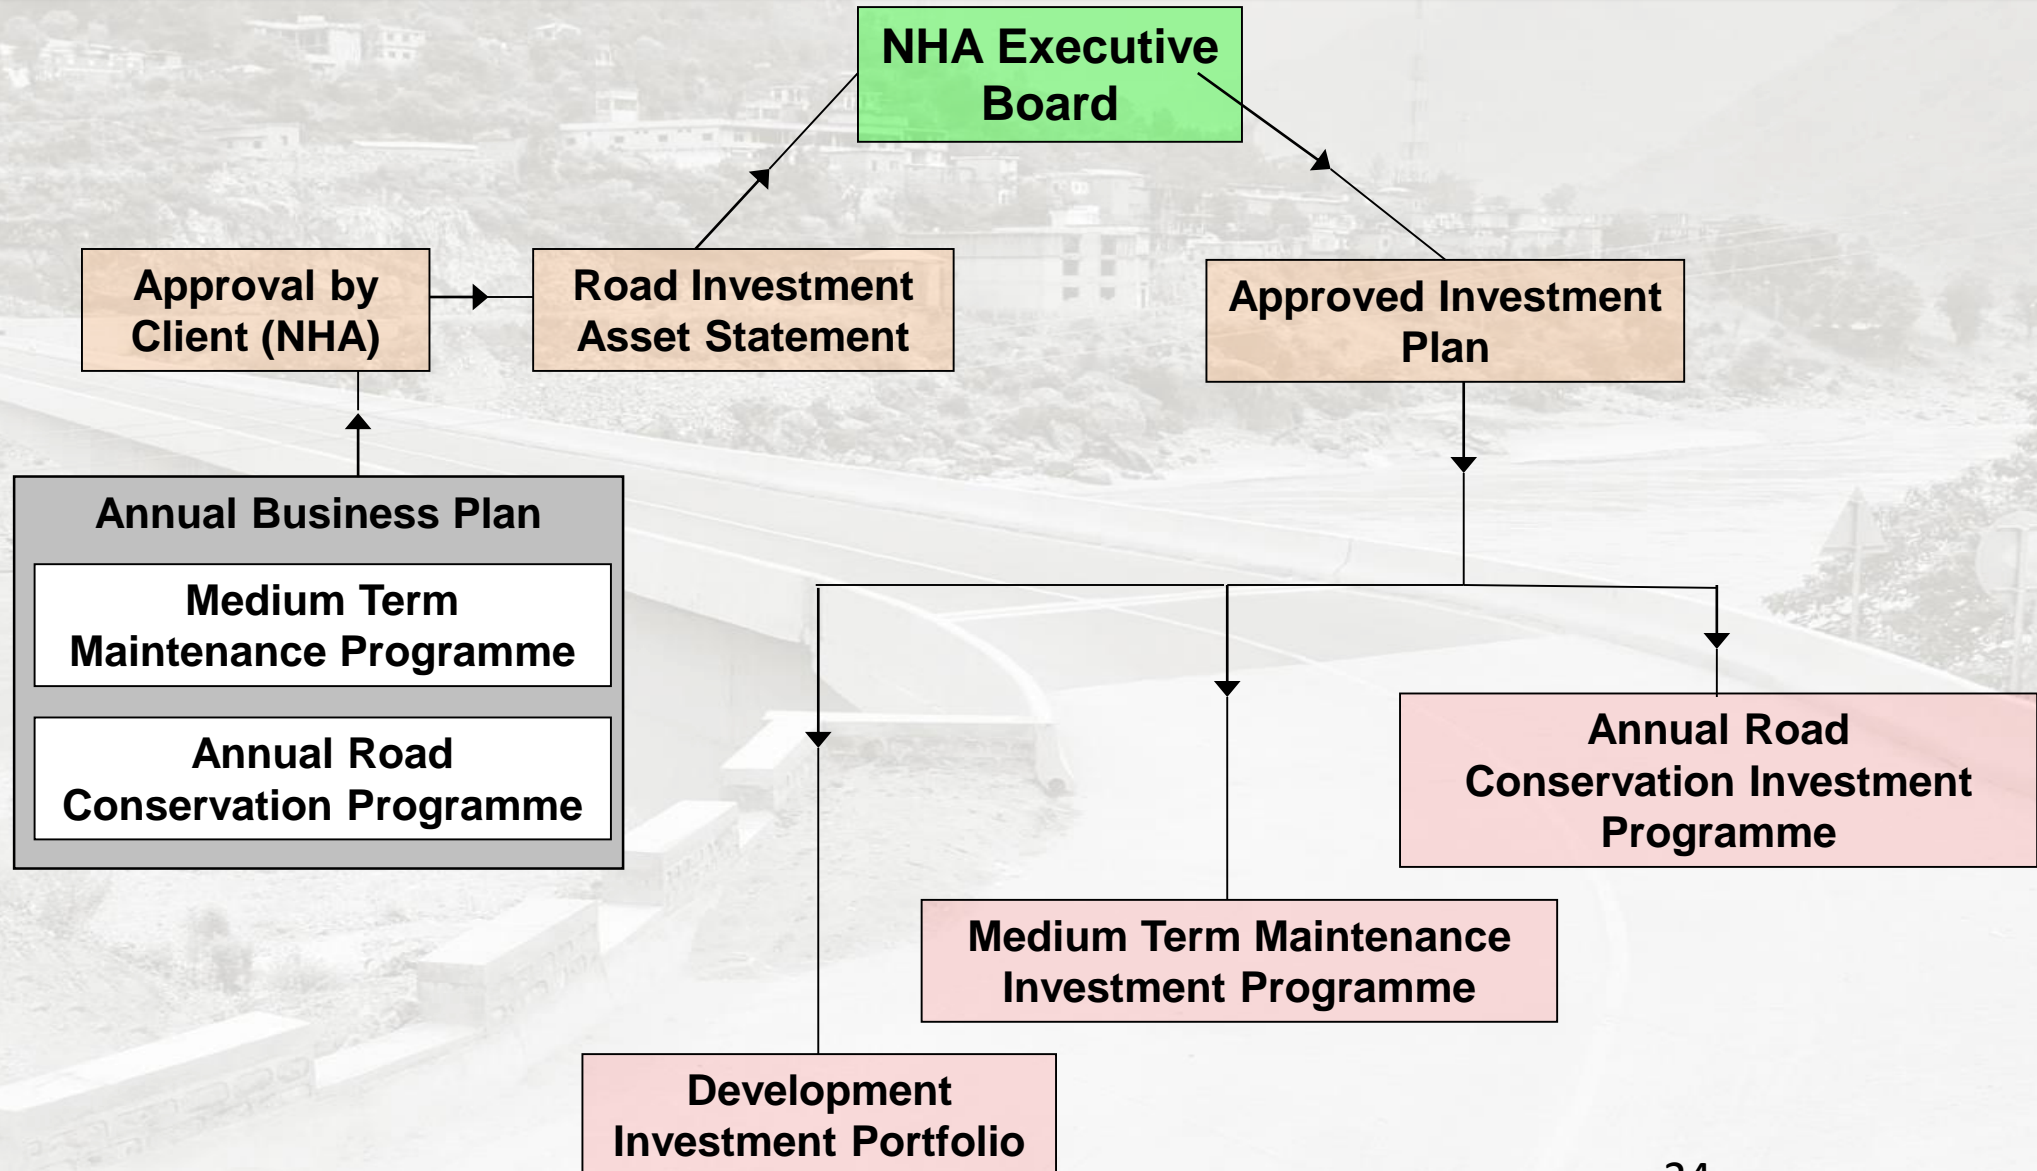 NHA Executive
Board
Approval by
Client (NHA)
Road Investment
Asset Statement
Approved Investment
Plan
Annual Business Plan
Medium Term
Maintenance Programme
Annual Road
Conservation Programme
Annual Road
Conservation Investment
Programme
Medium Term Maintenance
Investment Programme
Development
Investment Portfolio